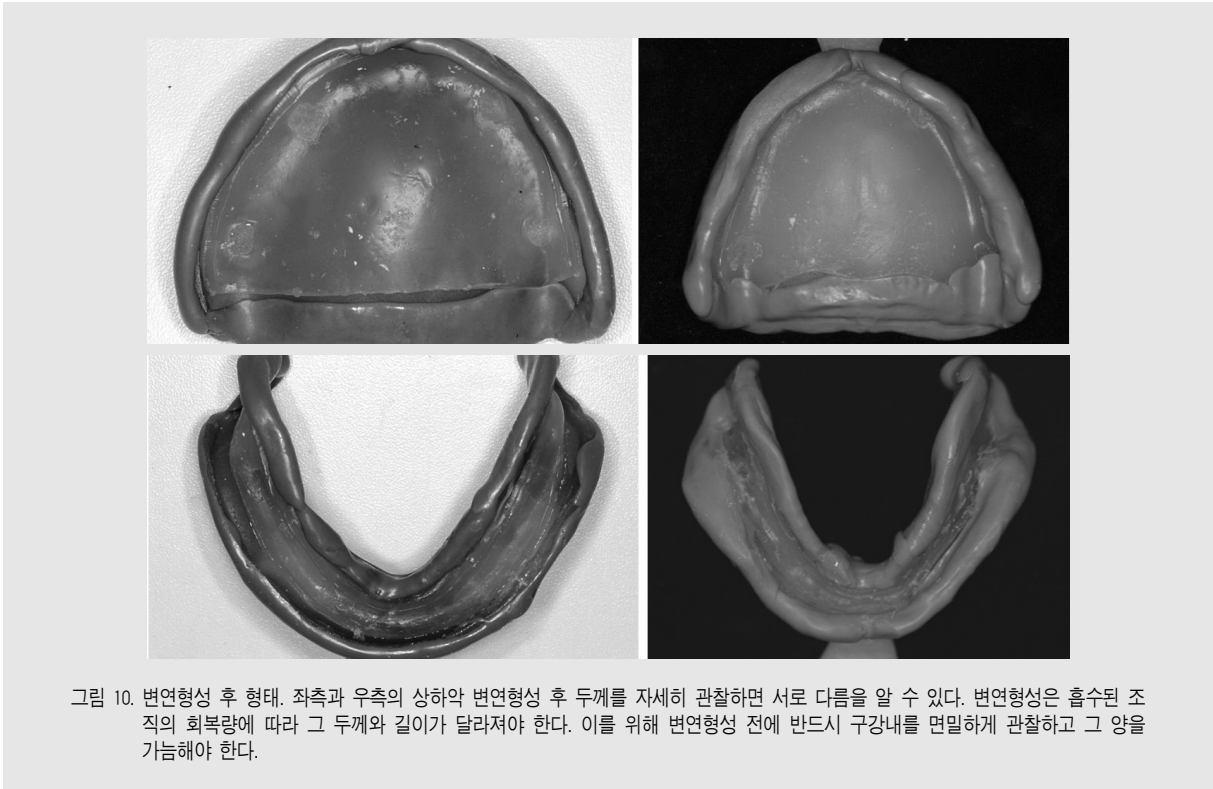 그림 10. 변연형성 후 형태. 좌측과 우측의 상하악 변연형성 후 두께를 자세히 관찰하면 서로 다름을 알 수 있다. 변연형성은 흡수된 조
직의 회복량에 따라 그 두께와 길이가 달라져야 한다. 이를 위해 변연형성 전에 반드시 구강내를 면밀하게 관찰하고 그 양을
가늠해야 한다.